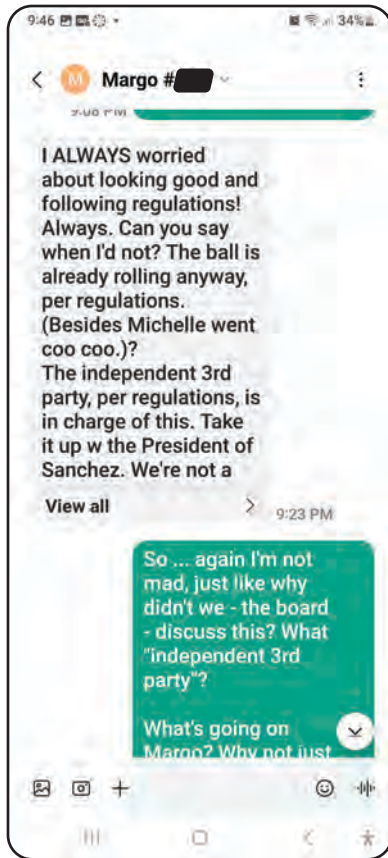 9:46
34%
M Margo #
I ALWAYS worried
about looking good and
following regulations!
Always. Can you say
when I'd not? The ball is
already rolling anyway,
per regulations.
(Besides Michelle went
coo coo.)?
The independent 3rd
party, per regulations, is
in charge of this. Take
it up w the President of
Sanchez. We're not a
View all
9:23 PM
So ... again I'm not
mad, just like why
didn't we - the board
- discuss this? What
"independent 3rd
party"?
What's going on
Margo? Why not just